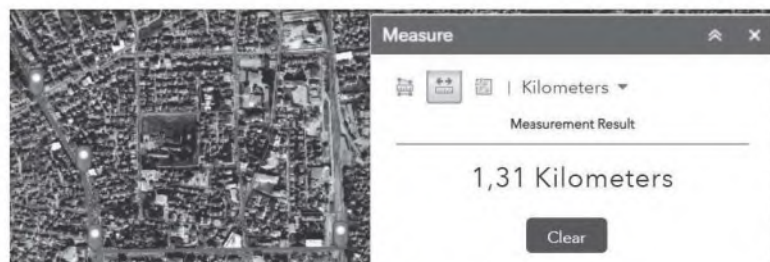 Measure
Kilometers
Measurement Result
1,31 Kilometers
Clear